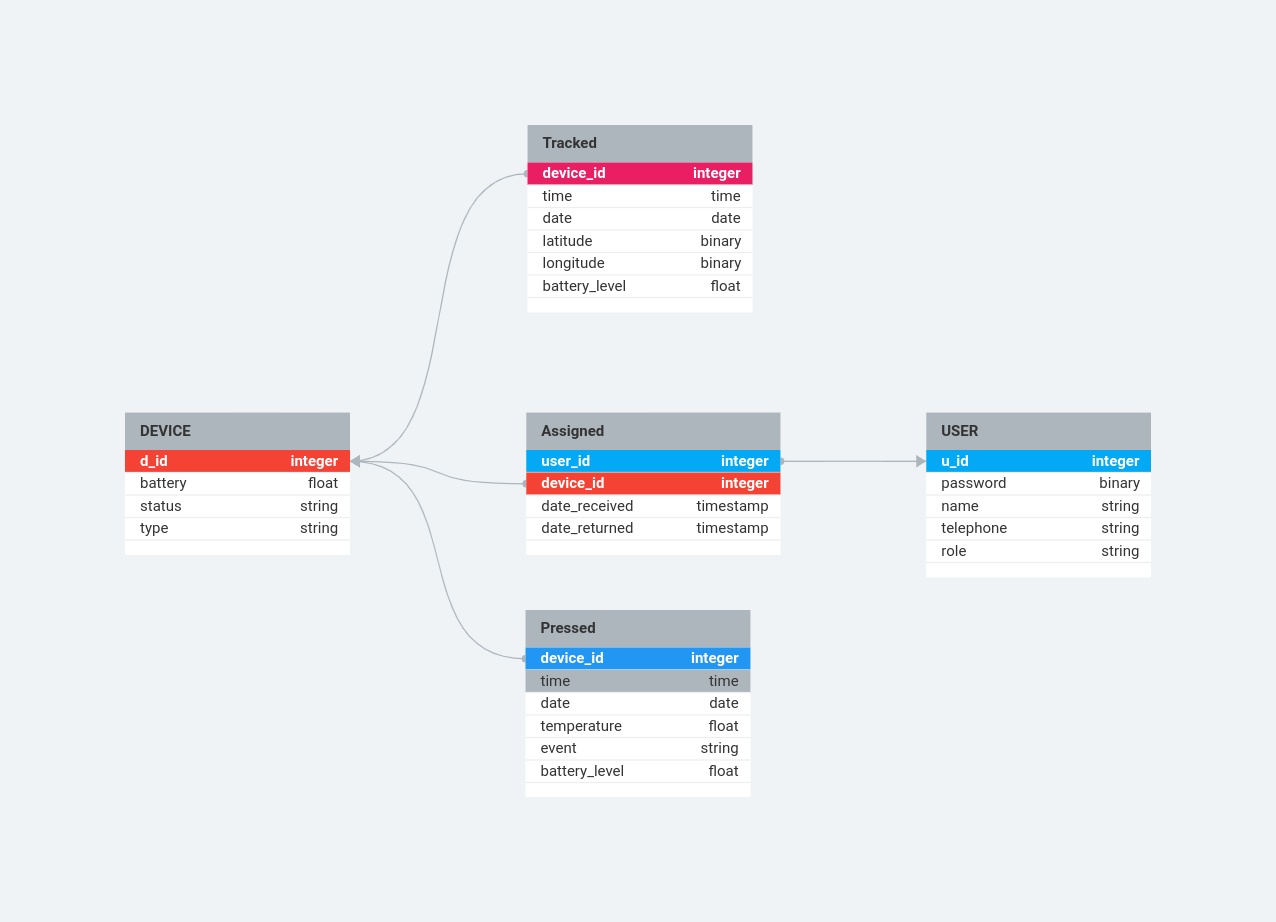 Tracked
device_id integer
time time
date date
latitude binary
longitude binary
battery_level float
DEVICE
d_id integer
battery float
status string
type string
Assigned
user_id integer
device_id integer
date_received timestamp
date_returned timestamp
USER
u_id integer
password binary
name string
telephone string
role string
Pressed
device_id integer
time time
date date
temperature float
event string
battery_level float